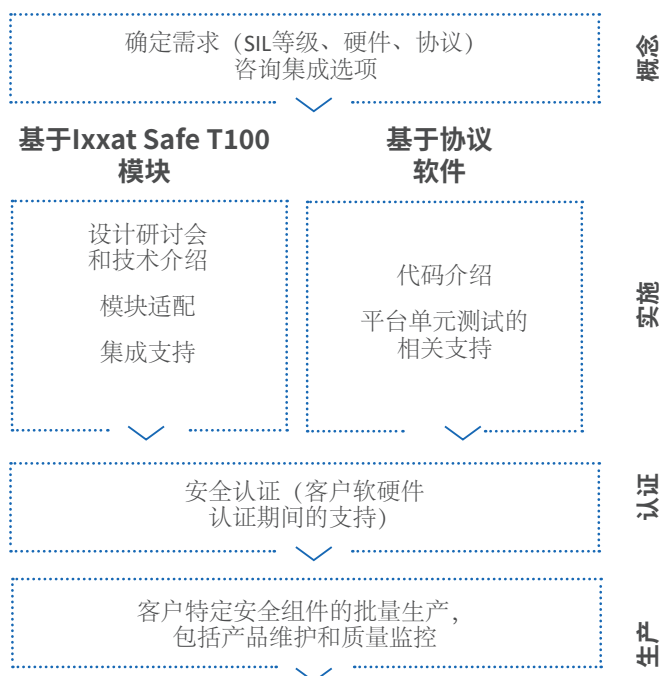 确定需求（SIL等级、硬件、协议）
咨询集成选项
概念
基于Ixxat Safe T100
模块
基于协议
软件
设计研讨会
和技术介绍
模块适配
集成支持
代码介绍
平台单元测试的
相关支持
实施
安全认证（客户软硬件
认证期间的支持）
认证
客户特定安全组件的批量生产，
包括产品维护和质量监控
生产